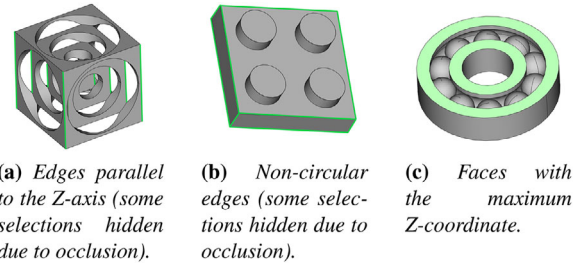 (a) Edges parallel
to the Z-axis (some
selections hidden
due to occlusion).
(b) Non-circular
edges (some selec-
tions hidden due to
occlusion).
(c) Faces with
the maximum
Z-coordinate.